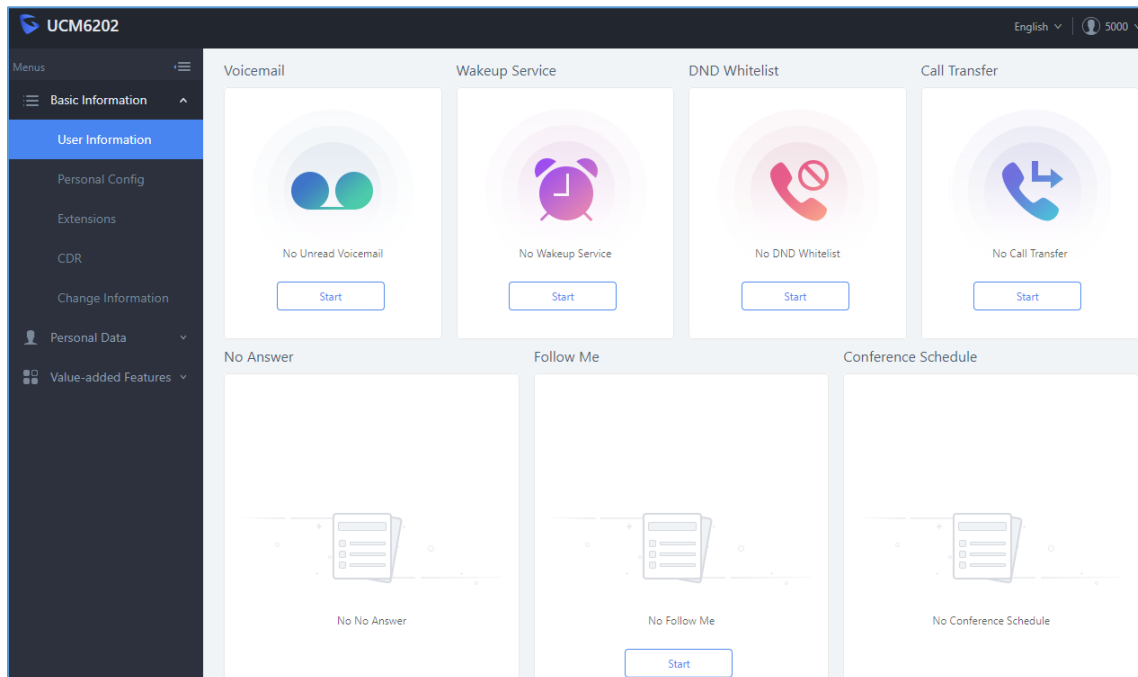 UCM6202
English
5000
Menus
Basic Information
User Information
Personal Config
Extensions
CDR
Change Information
Personal Data
Value-added Features
Voicemail
Wakeup Service
DND Whitelist
Call Transfer
No Unread Voicemail
No Wakeup Service
No DND Whitelist
No Call Transfer
Start
Start
Start
Start
No Answer
Follow Me
Conference Schedule
No No Answer
No Follow Me
No Conference Schedule
Start